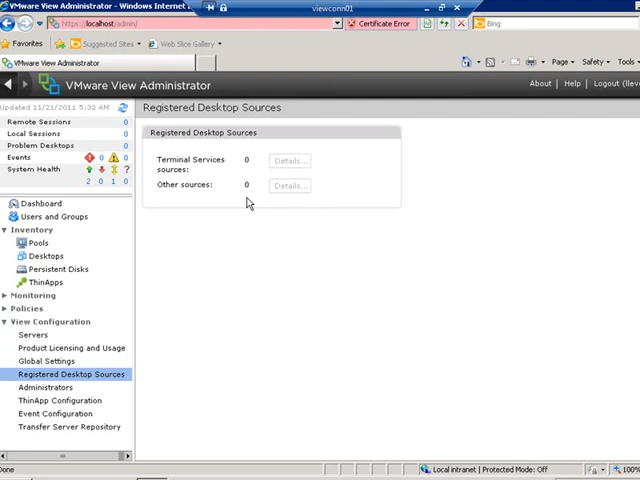 VMware View Administrator - Windows Internet
viewconn01
https://localhost/admin/
Certificate Error
Bing
Favorites
Suggested Sites
Web Slice Gallery
VMware View Administrator
Page
Safety
Tools
VMware View Administrator
About
Help
Logout
Updated 11/21/2011 5:32 AM
Registered Desktop Sources
Remote Sessions
Local Sessions
Problem Desktops
Events 0 0
System Health
2 0 1 0
Registered Desktop Sources
Terminal Services sources: 0 Details...
Other sources: 0 Details...
Dashboard
Users and Groups
Inventory
Pools
Desktops
Persistent Disks
ThinApps
Monitoring
Policies
View Configuration
Servers
Product Licensing and Usage
Global Settings
Registered Desktop Sources
Administrators
ThinApp Configuration
Event Configuration
Transfer Server Repository
Done
Local intranet | Protected Mode: Off
100%